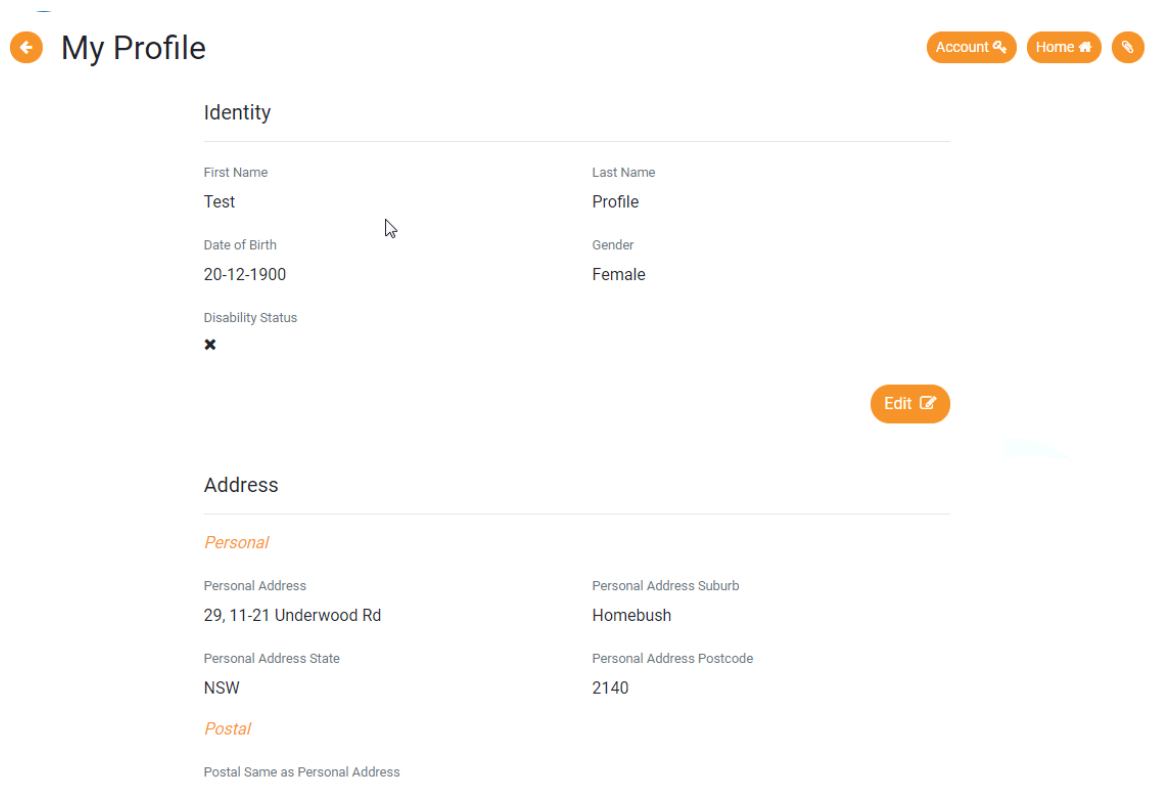 My Profile
Account
Home
Identity
First Name
Last Name
Test
Profile
Date of Birth
Gender
20-12-1900
Female
Disability Status
Edit
Address
Personal
Personal Address
Personal Address Suburb
29, 11-21 Underwood Rd
Homebush
Personal Address State
Personal Address Postcode
NSW
2140
Postal
Postal Same as Personal Address